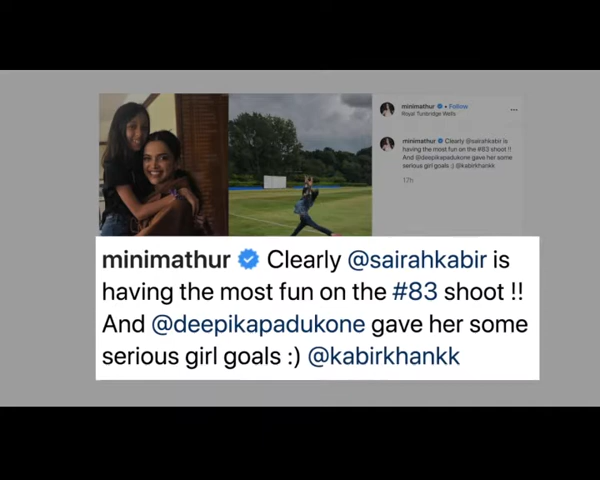 minimathur • Follow
Royal Tunbridge Wells
minimathur Clearly @sairahkabir is
having the most fun on the #83 shoot !!
And @deepikapadukone gave her some
serious girl goals :) @kabirkhankk
12h
minimathur Clearly @sairahkabir is
having the most fun on the #83 shoot !!
And @deepikapadukone gave her some
serious girl goals :) @kabirkhankk